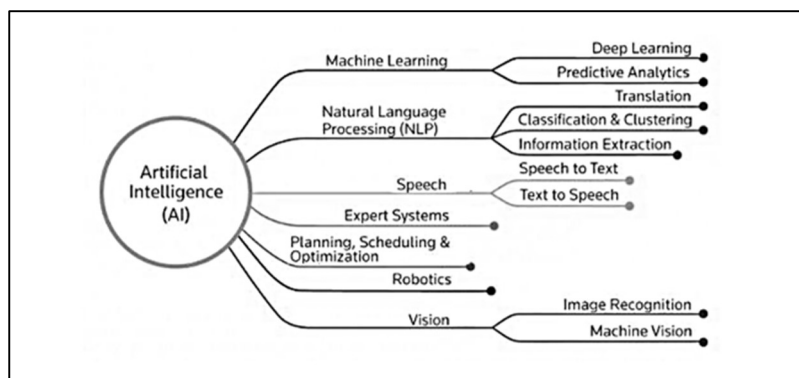 Artificial
Intelligence
(AI)
Machine Learning
Deep Learning
Predictive Analytics
Natural Language
Processing (NLP)
Translation
Classification & Clustering
Information Extraction
Speech
Speech to Text
Text to Speech
Expert Systems
Planning, Scheduling &
Optimization
Robotics
Vision
Image Recognition
Machine Vision